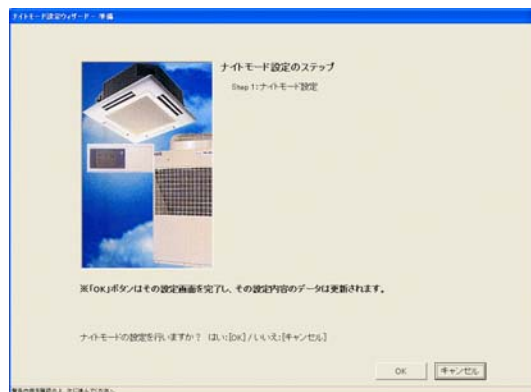 ナイトモード設定ウィザード - 準備
ナイトモード設定のステップ
Step 1:ナイトモード設定
※「OK」ボタンはその設定画面を完了し、その設定内容のデータは更新されます。
ナイトモードの設定を行いますか? はい:[OK] / いいえ:[キャンセル]
OK
キャンセル